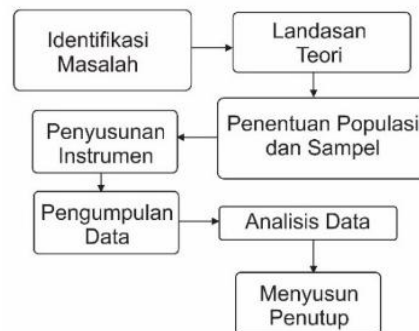 Identifikasi
Masalah
Landasan
Teori
Penentuan Populasi
dan Sampel
Penyusunan
Instrumen
Pengumpulan
Data
Analisis Data
Menyusun
Penutup